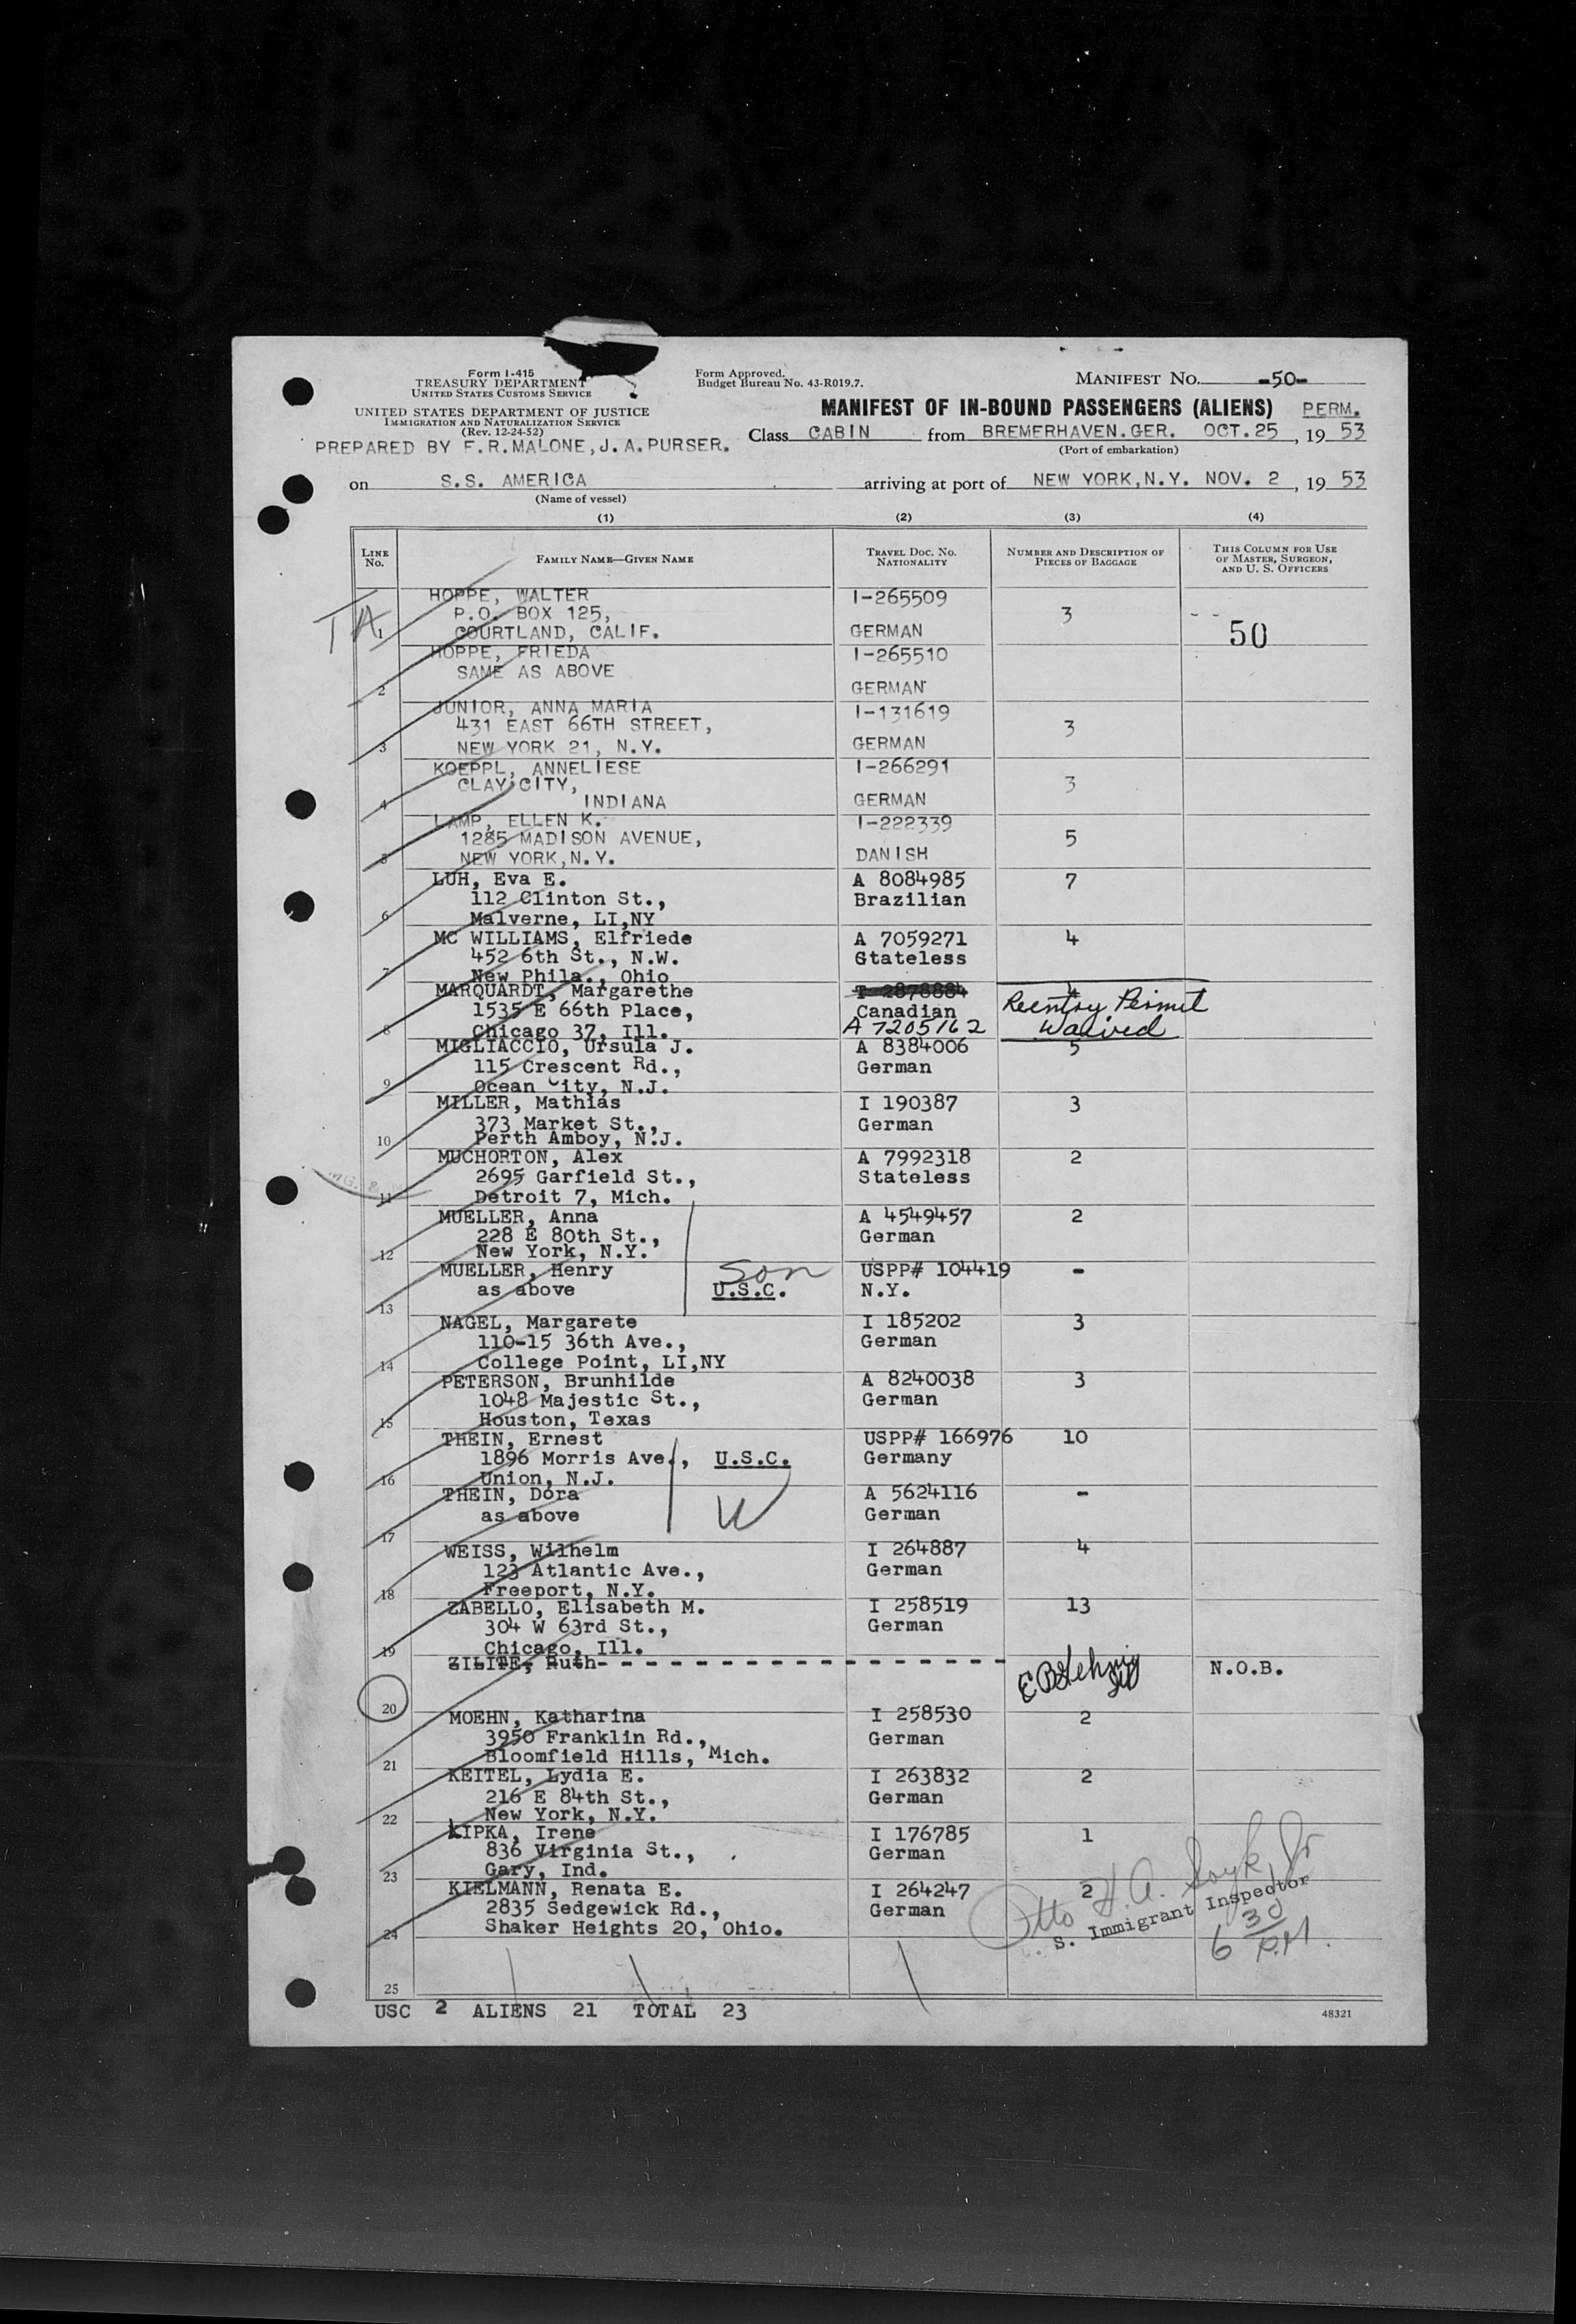 Form I-415
TREASURY DEPARTMENT
UNITED STATES CUSTOMS SERVICE
UNITED STATES DEPARTMENT OF JUSTICE
IMMIGRATION AND NATURALIZATION SERVICE
(Rev. 12-24-52)
PREPARED BY F.R.MALONE,J.A.PURSER.
Form Approved.
Budget Bureau No. 43-R019.7.
MANIFEST NO. -50-
MANIFEST OF IN-BOUND PASSENGERS (ALIENS) PERM.
Class CABIN from BREMERHAVEN.GER. OCT.25, 1953
(Port of embarkation)
on S.S. AMERICA arriving at port of NEW YORK,N.Y. NOV. 2, 1953
(Name of vessel)
(1) (2) (3) (4)
LINE No. FAMILY NAME—GIVEN NAME TRAVEL DOC. NO. NATIONALITY NUMBER AND DESCRIPTION OF PIECES OF BAGGAGE THIS COLUMN FOR USE OF MASTER, SURGEON, AND U. S. OFFICERS
TA
HOPPE, WALTER I-265509
P.O. BOX 125, 3
1 COURTLAND, CALIF. GERMAN 50
HOPPE, FRIEDA I-265510
SAME AS ABOVE
2 GERMAN
JUNIOR, ANNA MARIA I-131619
431 EAST 66TH STREET, 3
3 NEW YORK 21, N.Y. GERMAN
KOEPPL, ANNELIESE I-266291
CLAY CITY, 3
4 INDIANA GERMAN
LAMP, ELLEN K. I-222339
1285 MADISON AVENUE, 5
5 NEW YORK,N.Y. DANISH
LUH, Eva E. A 8084985 7
112 Clinton St., Brazilian
6 Malverne, LI,NY
MC WILLIAMS, Elfriede A 7059271 4
452 6th St., N.W. Stateless
7 New Phila., Ohio
MARQUARDT, Margarethe I 2878884 4
1535 E 66th Place, Canadian Reentry Permit
8 Chicago 37, Ill. A 7205162 Waived
MIGLIACCIO, Ursula J. A 8384006 5
115 Crescent Rd., German
9 Ocean City, N.J.
MILLER, Mathias I 190387 3
373 Market St., German
10 Perth Amboy, N.J.
MUCHORTON, Alex A 7992318 2
2695 Garfield St., Stateless
11 Detroit 7, Mich.
MUELLER, Anna A 4549457 2
228 E 80th St., German
12 New York, N.Y.
MUELLER, Henry Son USPP# 104419 -
as above U.S.C. N.Y.
13
NAGEL, Margarete I 185202 3
110-15 36th Ave., German
14 College Point, LI,NY
PETERSON, Brunhilde A 8240038 3
1048 Majestic St., German
15 Houston, Texas
THEIN, Ernest USPP# 166976 10
1896 Morris Ave., U.S.C. Germany
16 Union, N.J.
THEIN, Dora A 5624116 -
as above W German
17
WEISS, Wilhelm I 264887 4
123 Atlantic Ave., German
18 Freeport, N.Y.
ZABELLO, Elisabeth M. I 258519 13
304 W 63rd St., German
19 Chicago, Ill.
ZILITE, Ruth- - - - - - - - - - - - - - - - - - N.O.B.
20
MOEHN, Katharina I 258530 2
3950 Franklin Rd., German
21 Bloomfield Hills, Mich.
KEITEL, Lydia E. I 263832 2
216 E 84th St., German
22 New York, N.Y.
LIPKA, Irene I 176785 1
836 Virginia St., German
23 Gary, Ind.
KIELMANN, Renata E. I 264247 2
2835 Sedgewick Rd., German
24 Shaker Heights 20, Ohio.
Otto H.A.
S. Immigrant Inspector
6 30 P.M.
25
USC 2 ALIENS 21 TOTAL 23
48321